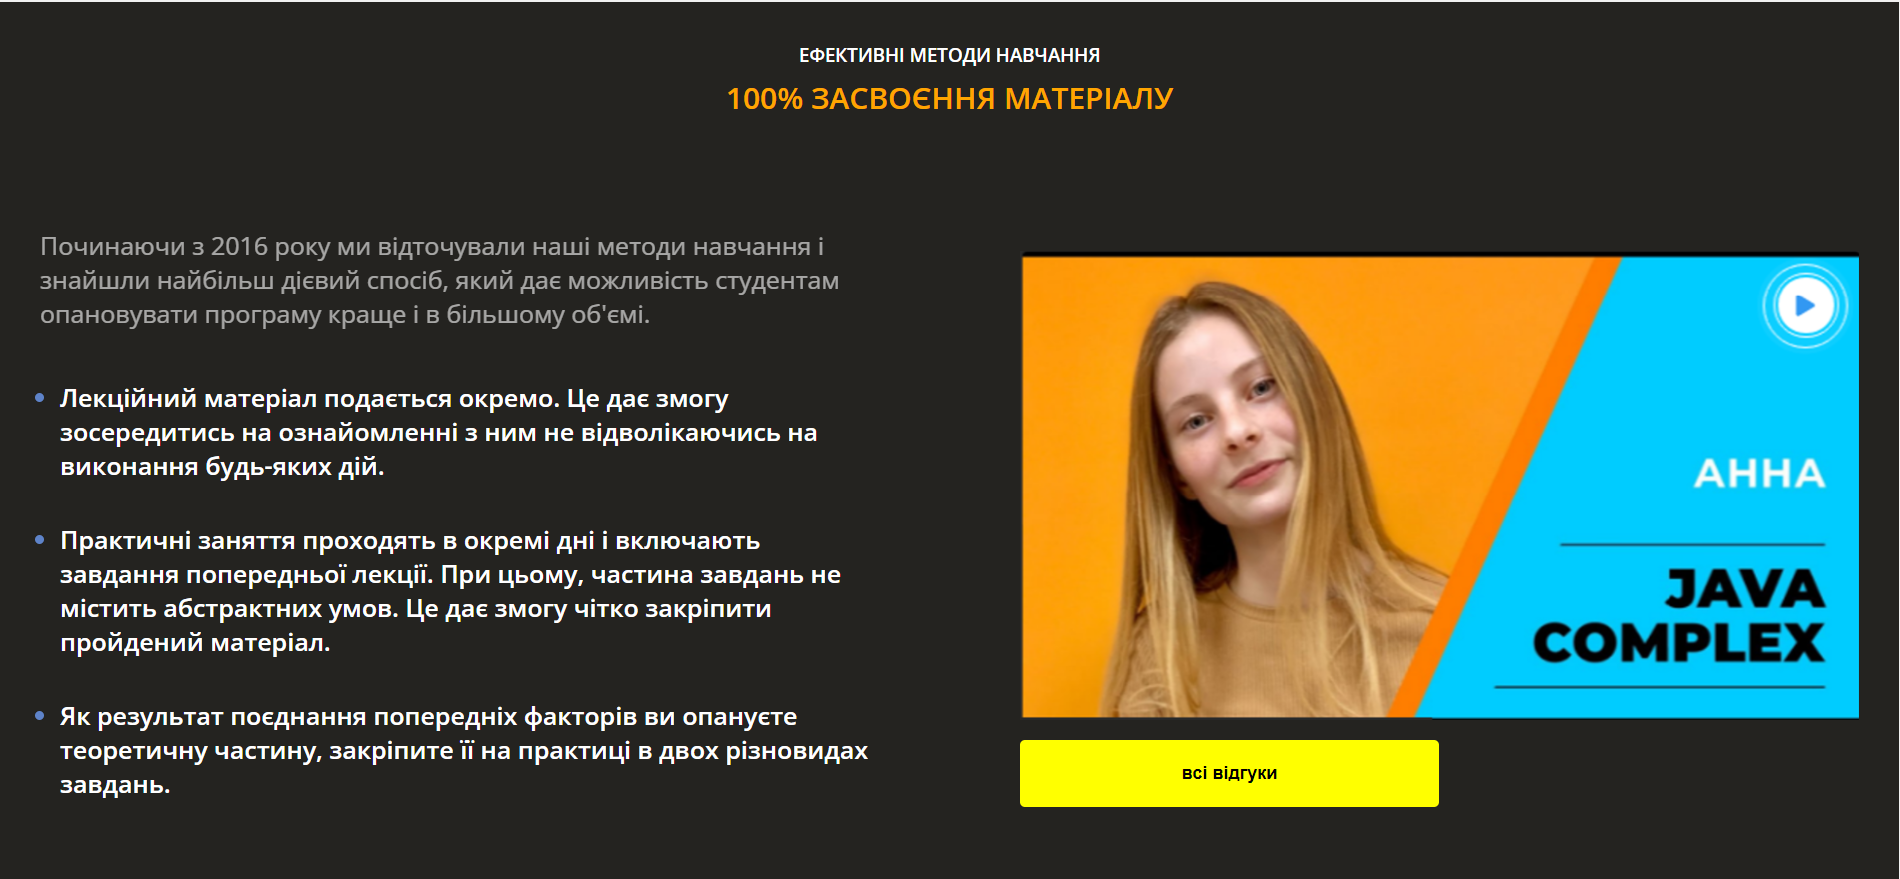 ЕФЕКТИВНІ МЕТОДИ НАВЧАННЯ
100% ЗАСВОЄННЯ МАТЕРІАЛУ
Починаючи з 2016 року ми відточували наші методи навчання і
знайшли найбільш дієвий спосіб, який дає можливість студентам
опановувати програму краще і в більшому об'ємі.
Лекційний матеріал подається окремо. Це дає змогу
зосередитись на ознайомленні з ним не відволікаючись на
виконання будь-яких дій.
Практичні заняття проходять в окремі дні і включають
завдання попередньої лекції. При цьому, частина завдань не
містить абстрактних умов. Це дає змогу чітко закріпити
пройдений матеріал.
Як результат поєднання попередніх факторів ви опануєте
теоретичну частину, закріпите її на практиці в двох різновидах
завдань.
АННА
JAVA
COMPLEX
всі відгуки